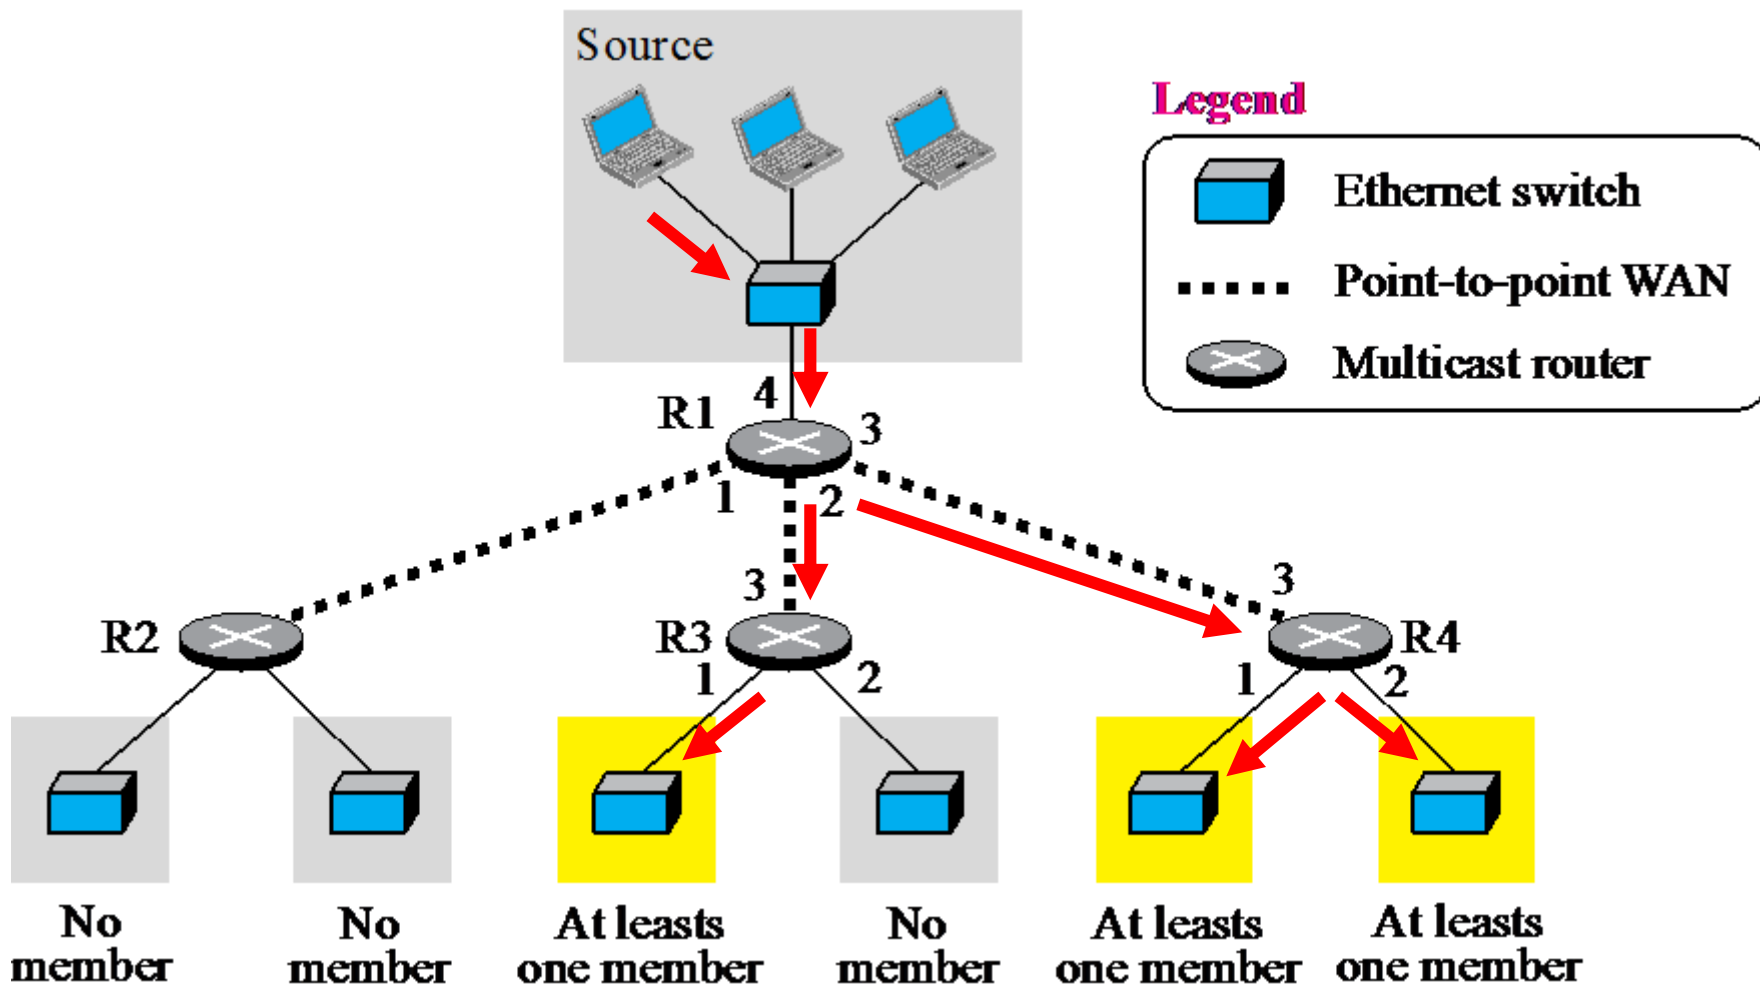 Source
Legend
Ethernet switch
Point-to-point WAN
Multicast router
4
R1
3
1
2
3
3
R2
R3
R4
1
2
1
2
No
member
No
member
At leasts
one member
No
member
At leasts
one member
At leasts
one member